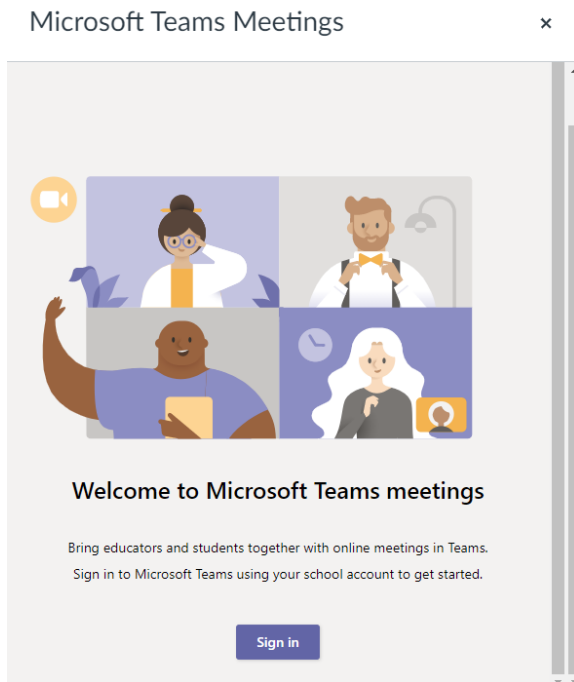 Microsoft Teams Meetings
Welcome to Microsoft Teams meetings
Bring educators and students together with online meetings in Teams.
Sign in to Microsoft Teams using your school account to get started.
Sign in